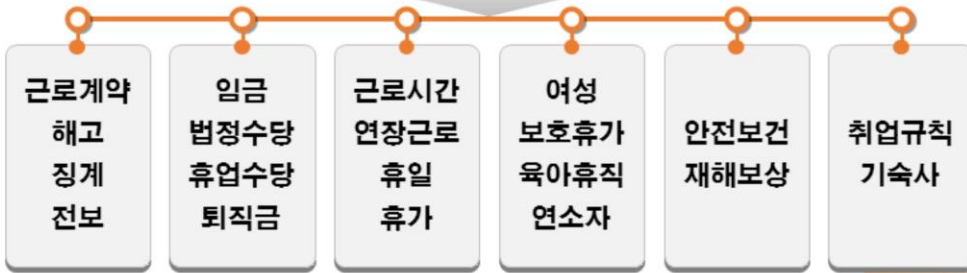 근로계약
해고
징계
전보
임금
법정수당
휴업수당
퇴직금
근로시간
연장근로
휴일
휴가
여성
보호휴가
육아휴직
연소자
안전보건
재해보상
취업규칙
기숙사